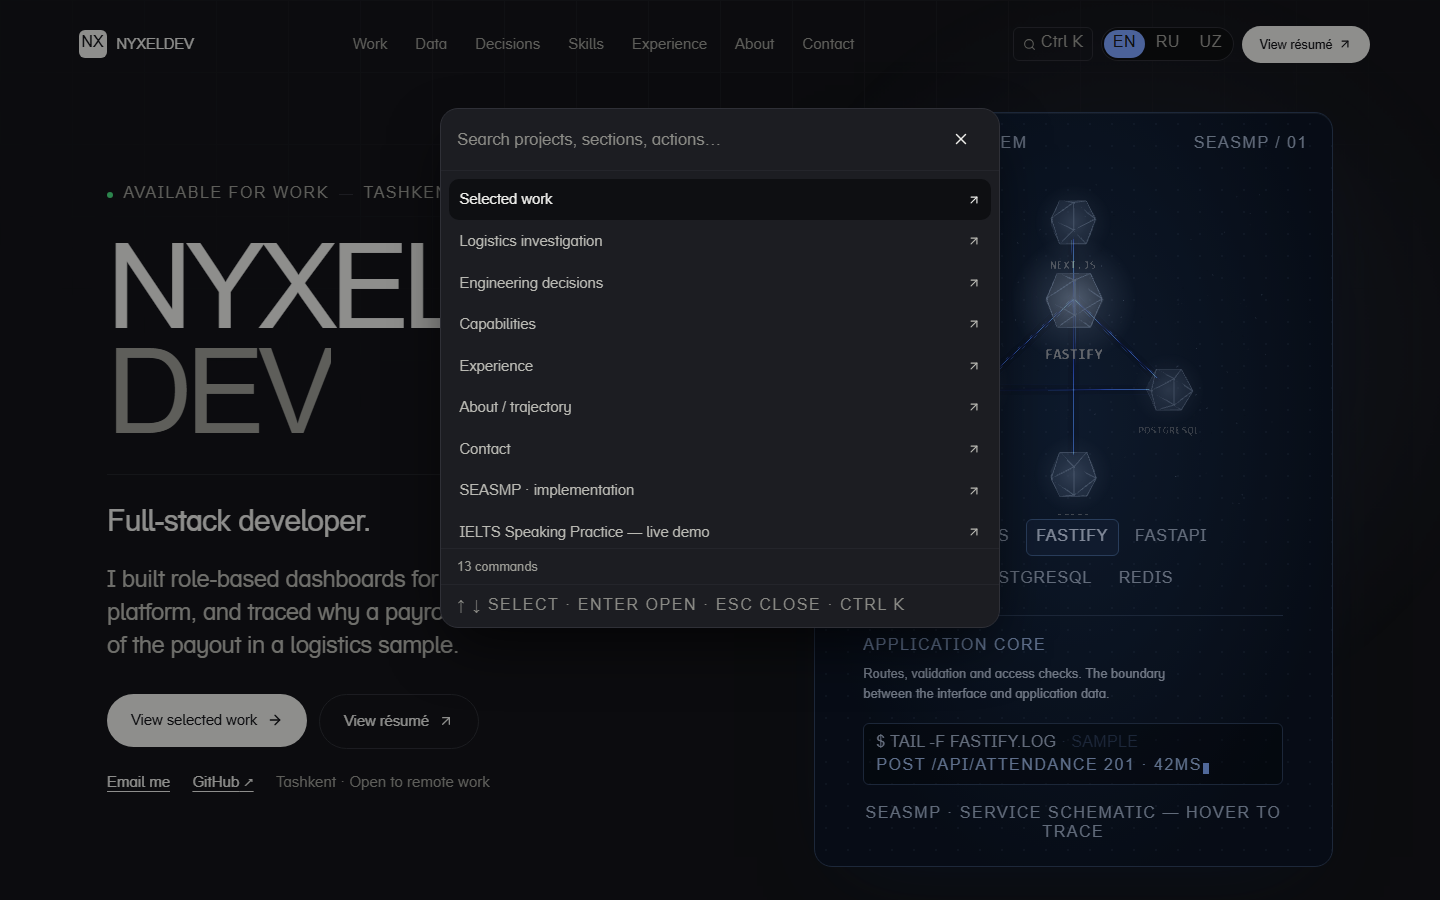 NX NYXELDEV Work Data Decisions Skills Experience About Contact Ctrl K EN RU UZ View résumé
AVAILABLE FOR WORK — TASHKEN
NYXEL
DEV
Full-stack developer.
I built role-based dashboards for
platform, and traced why a payro
of the payout in a logistics sample.
View selected work → View résumé ↗
Email me GitHub ↗ Tashkent · Open to remote work
Search projects, sections, actions…
Selected work
Logistics investigation
Engineering decisions
Capabilities
Experience
About / trajectory
Contact
SEASMP · implementation
IELTS Speaking Practice — live demo
13 commands
↑ ↓ SELECT · ENTER OPEN · ESC CLOSE · CTRL K
EM SEASMP / 01
NEXT.JS
FASTIFY
POSTGRESQL
S FASTIFY FASTAPI
STGRESQL REDIS
APPLICATION CORE
Routes, validation and access checks. The boundary
between the interface and application data.
$ TAIL -F FASTIFY.LOG SAMPLE
POST /API/ATTENDANCE 201 · 42MS
SEASMP · SERVICE SCHEMATIC — HOVER TO
TRACE